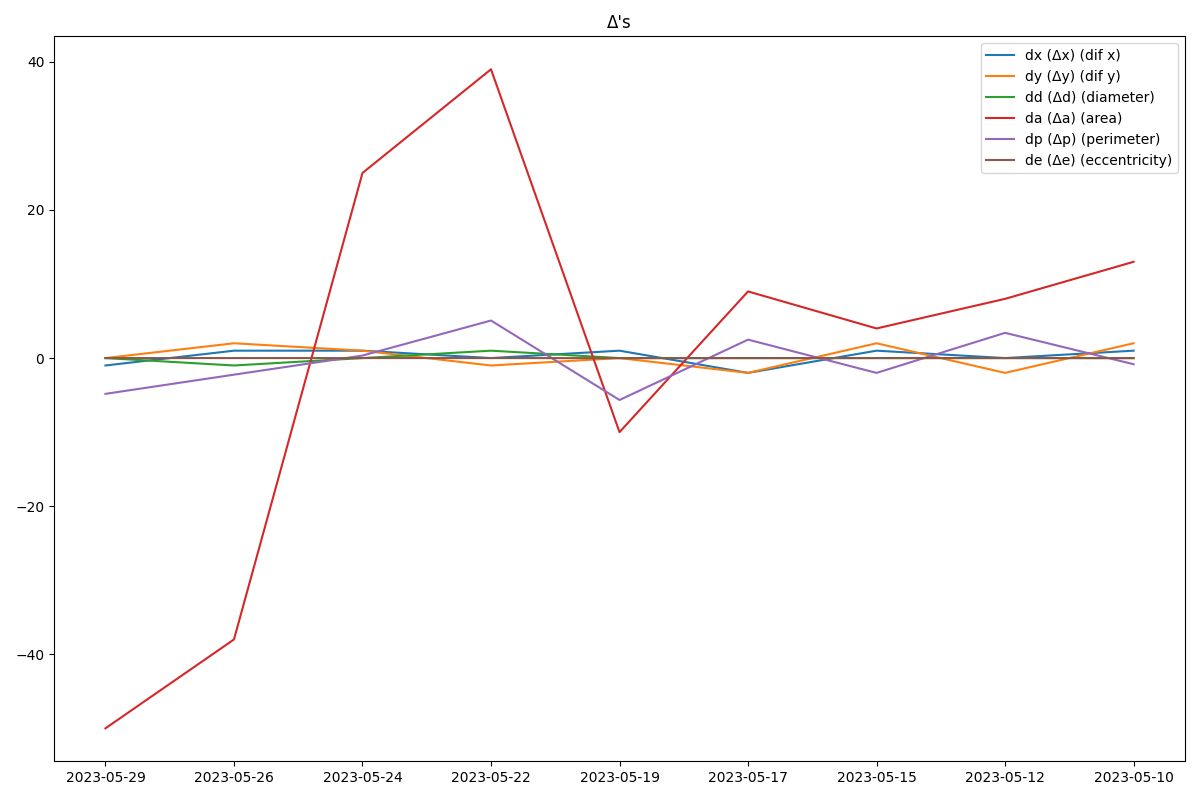 Δ's
dx (Δx) (dif x)
dy (Δy) (dif y)
dd (Δd) (diameter)
da (Δa) (area)
dp (Δp) (perimeter)
de (Δe) (eccentricity)
40
20
0
−20
−40
2023-05-29 2023-05-26 2023-05-24 2023-05-22 2023-05-19 2023-05-17 2023-05-15 2023-05-12 2023-05-10